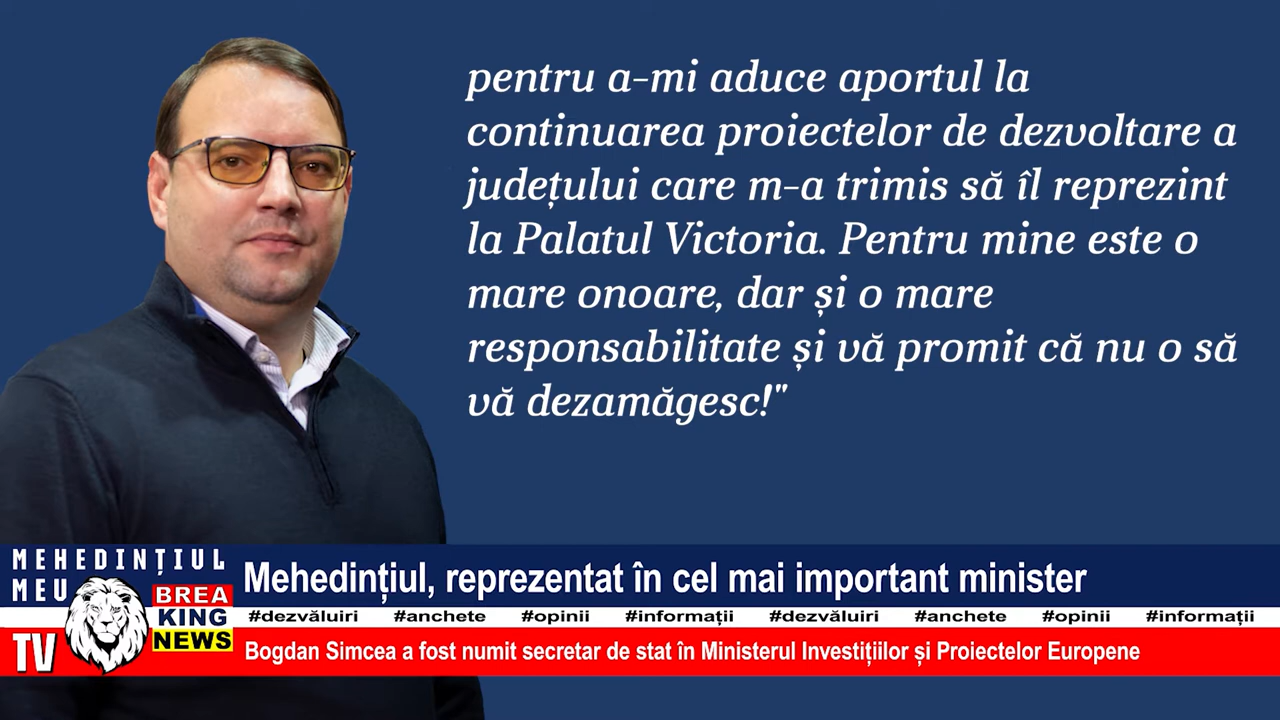 pentru a-mi aduce aportul la
continuarea proiectelor de dezvoltare a
județului care m-a trimis să îl reprezint
la Palatul Victoria. Pentru mine este o
mare onoare, dar și o mare
responsabilitate și vă promit că nu o să
vă dezamăgesc!"
MEHEDINȚIUL
MEU
TV
BREA
KING
NEWS
Mehedințiul, reprezentat în cel mai important minister
#dezvăluiri #anchete #opinii #informații #dezvăluiri #anchete #opinii #informații
Bogdan Simcea a fost numit secretar de stat în Ministerul Investițiilor și Proiectelor Europene